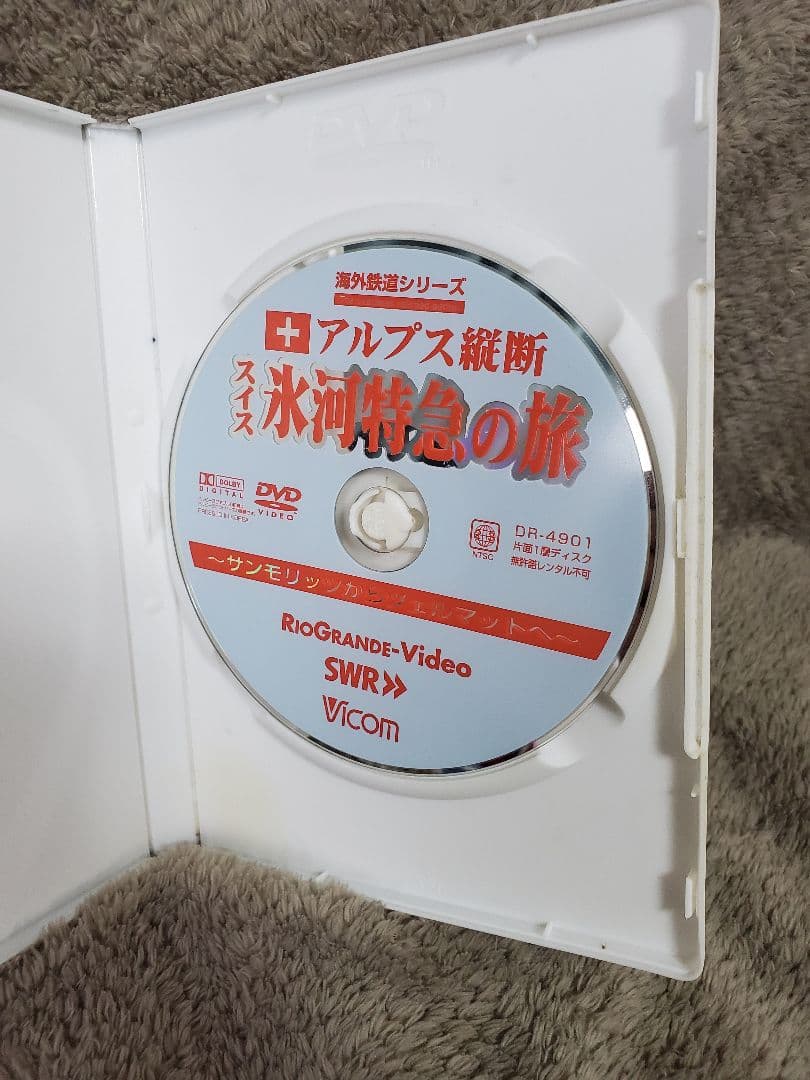 海外鉄道シリーズ
アルプス縦断
スイス 氷河特急の旅
DOLBY
DIGITAL
DVD
VIDEO
NTSC
DR-4901
片面1層ディスク
無許諾レンタル不可
～サンモリッツからツェルマットへ～
RIOGRANDE-Video
SWR»
Vicom